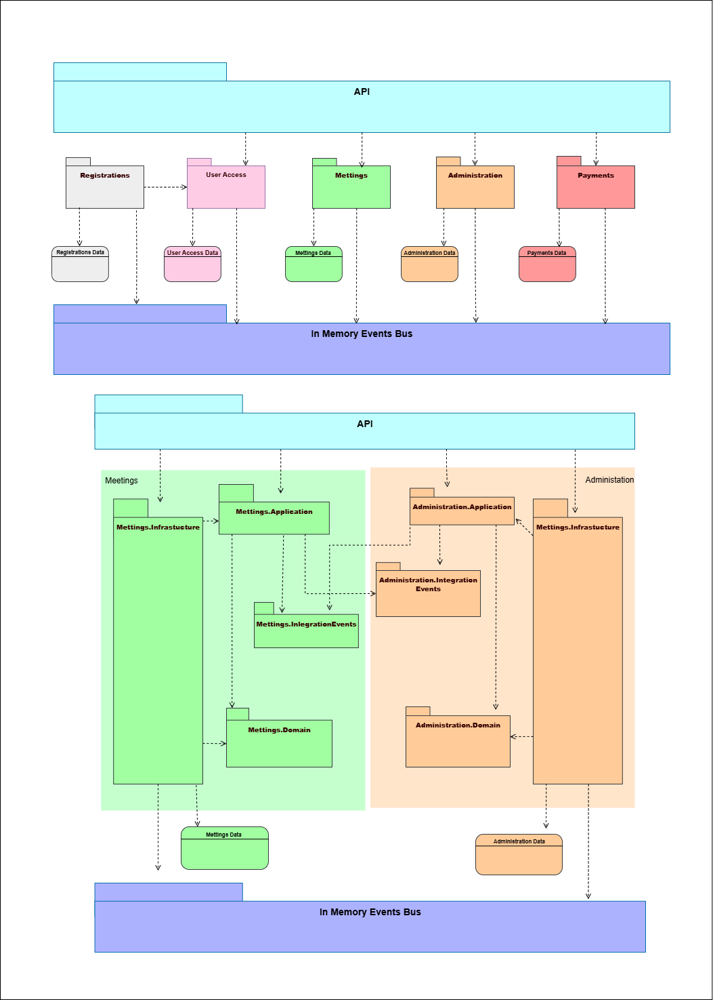 API
Registrations
User Access
Mettings
Administration
Payments
Registrations Data
User Access Data
Mettings Data
Administration Data
Payments Data
In Memory Events Bus
API
Meetings
Administation
Mettings.Application
Administration.Application
Mettings.Infrastucture
Mettings.Infrastucture
Administration.Integration
Events
Mettings.IntegrationEvents
Mettings.Domain
Administration.Domain
Mettings Data
Administration Data
In Memory Events Bus